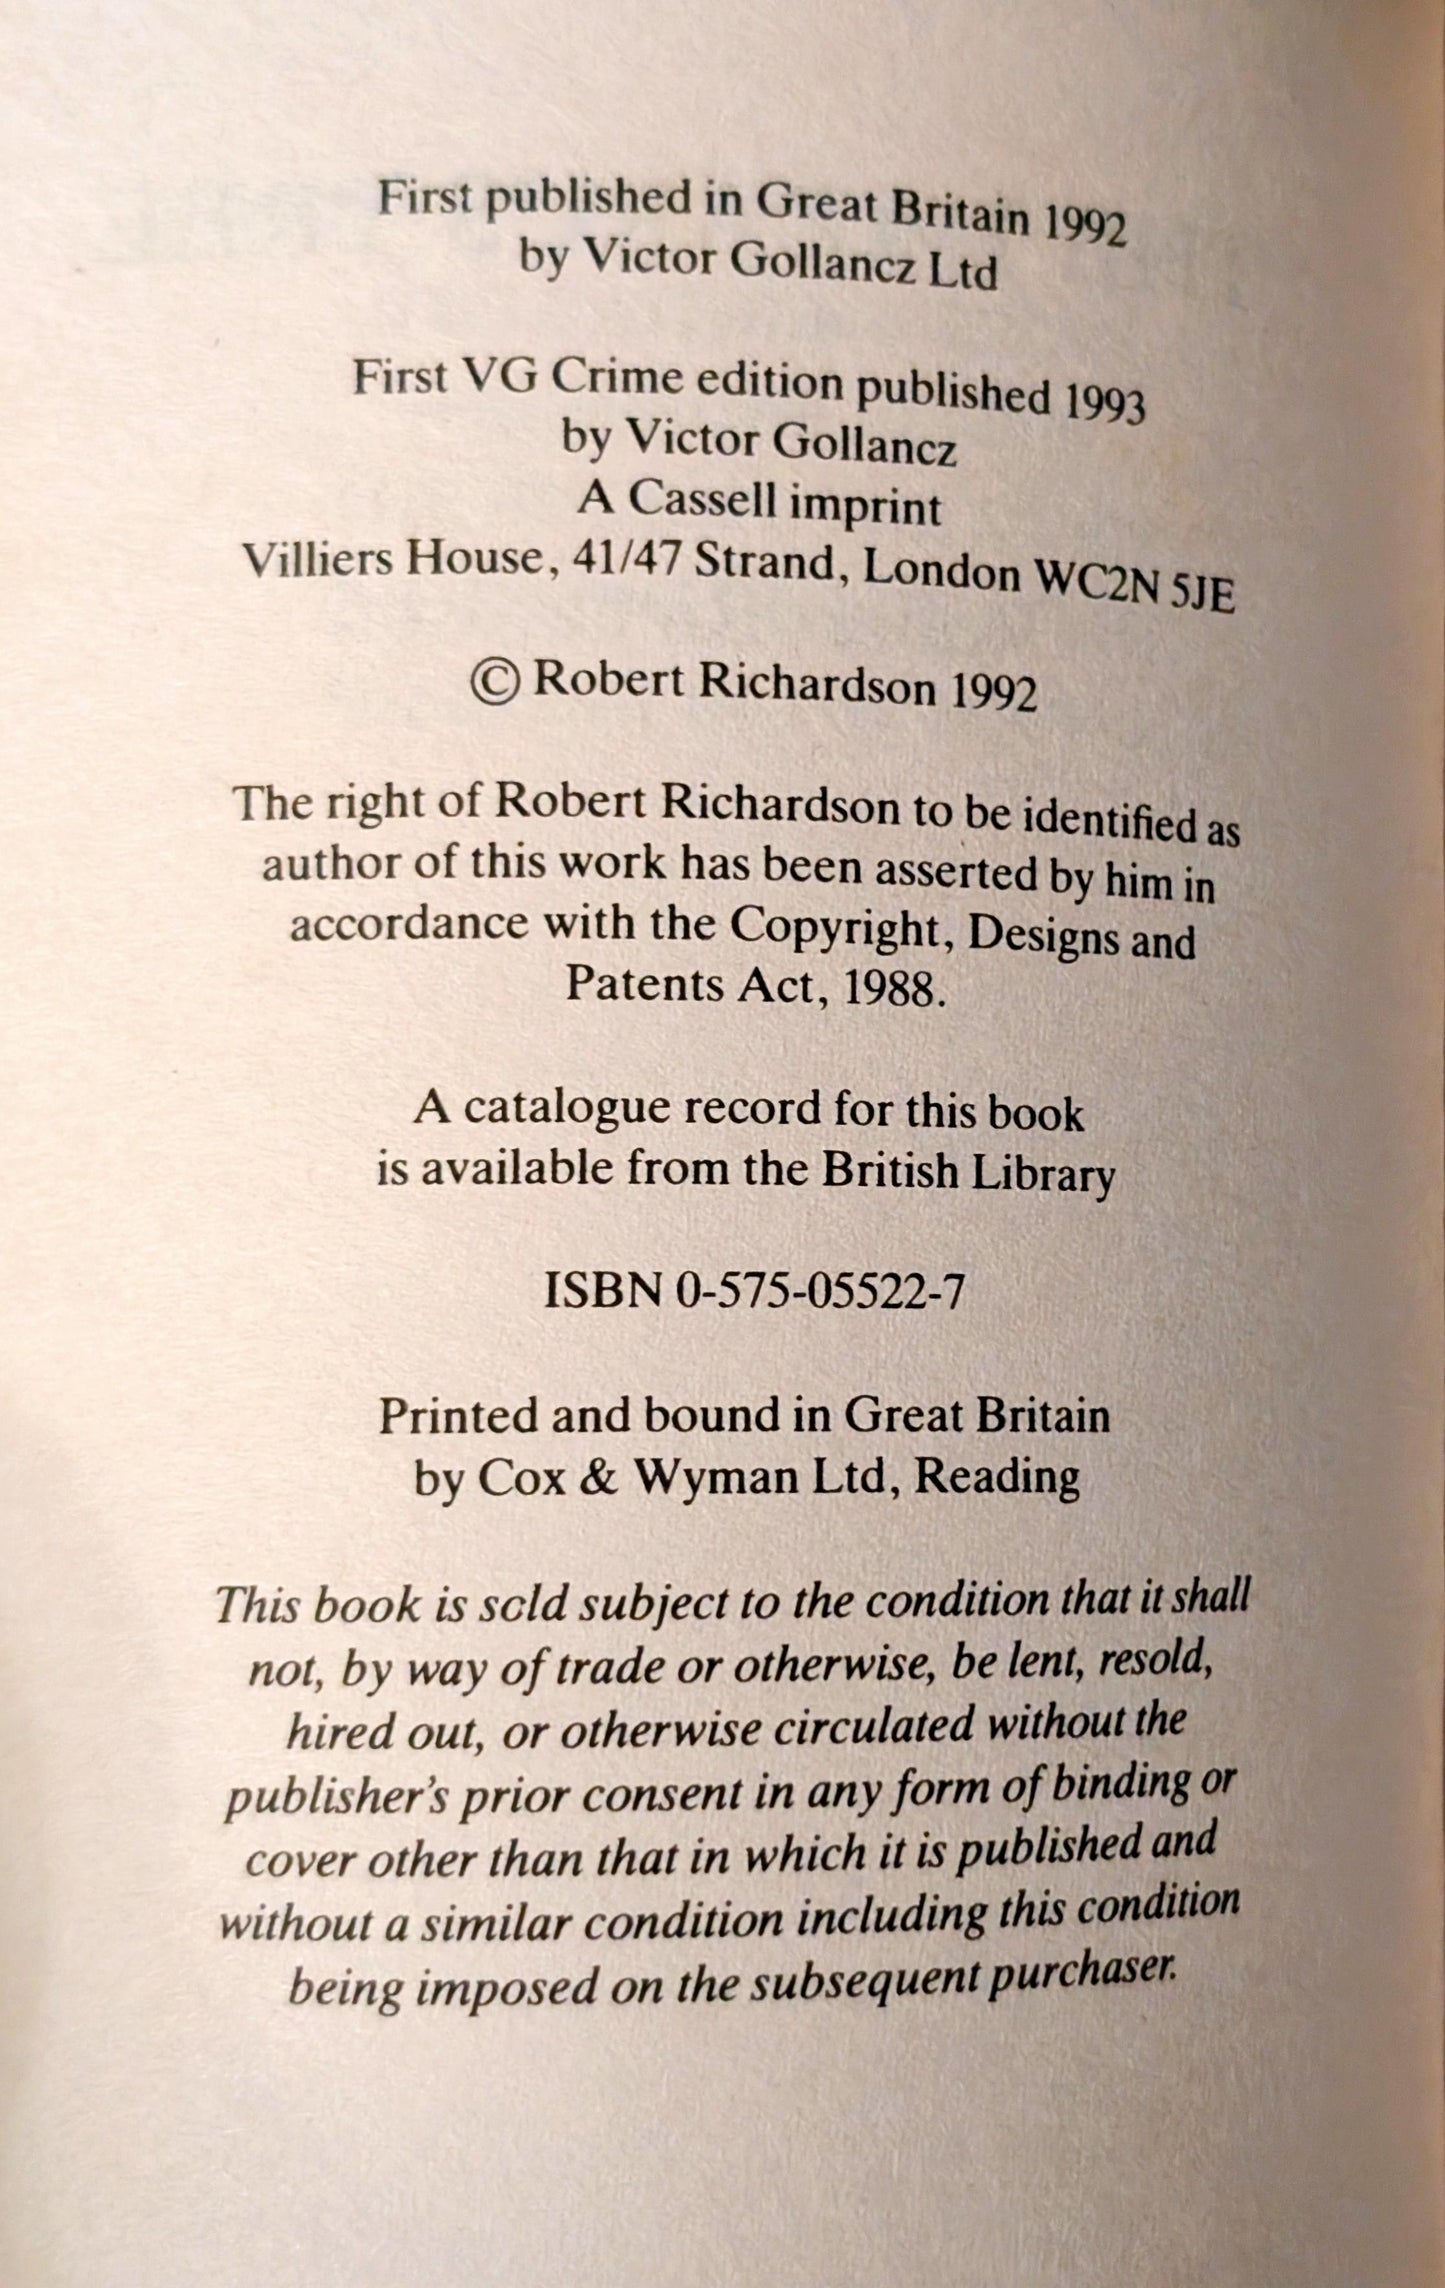 First published in Great Britain 1992
by Victor Gollancz Ltd
First VG Crime edition published 1993
by Victor Gollancz
A Cassell imprint
Villiers House, 41/47 Strand, London WC2N 5JE
© Robert Richardson 1992
The right of Robert Richardson to be identified as
author of this work has been asserted by him in
accordance with the Copyright, Designs and
Patents Act, 1988.
A catalogue record for this book
is available from the British Library
ISBN 0-575-05522-7
Printed and bound in Great Britain
by Cox & Wyman Ltd, Reading
This book is sold subject to the condition that it shall
not, by way of trade or otherwise, be lent, resold,
hired out, or otherwise circulated without the
publisher's prior consent in any form of binding or
cover other than that in which it is published and
without a similar condition including this condition
being imposed on the subsequent purchaser.